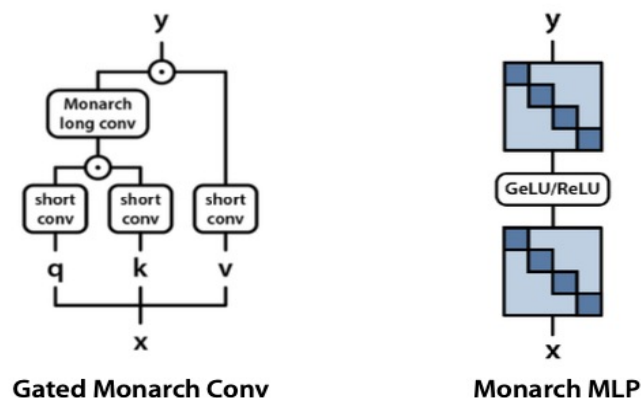 y
Monarch
long conv
short
conv
short
conv
short
conv
q k v
x
Gated Monarch Conv
y
GeLU/ReLU
x
Monarch MLP